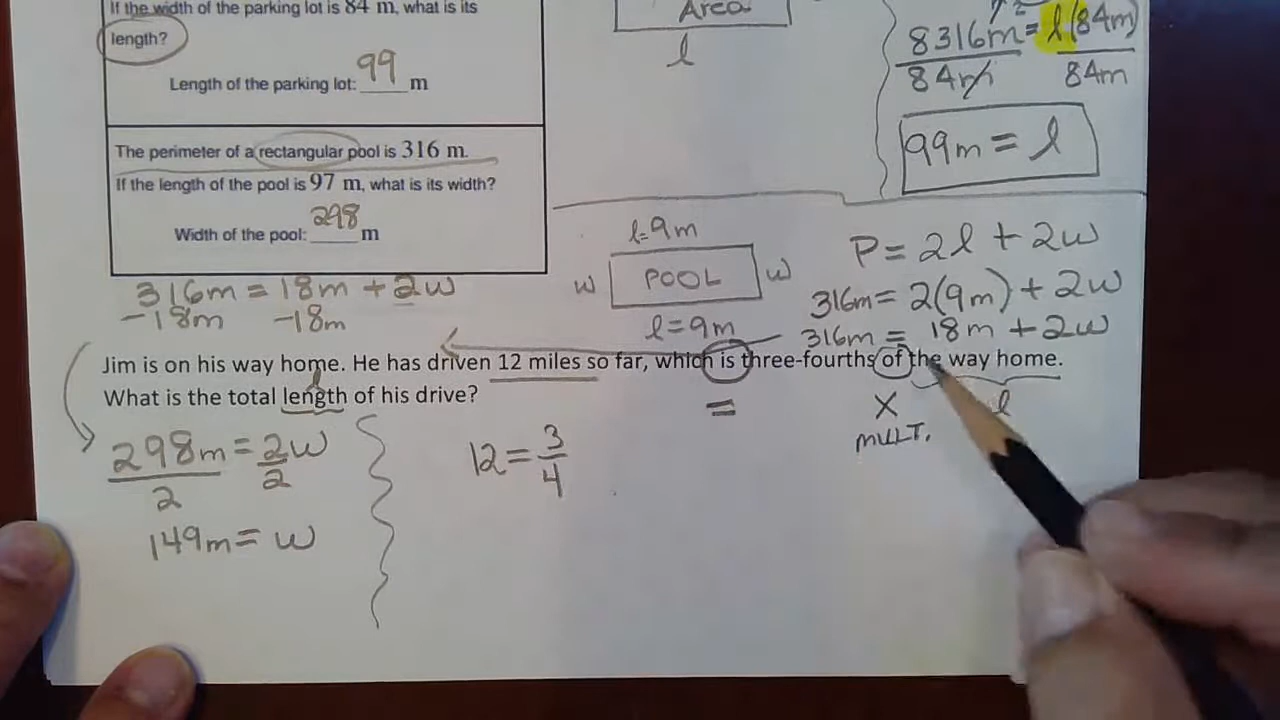 If the width of the parking lot is 84 m, what is its
length?
Length of the parking lot: 99 m
The perimeter of a rectangular pool is 316 m.
If the length of the pool is 97 m, what is its width?
Width of the pool: 298 m
Area
l
8316m = l(84m)
84m 84m
99m = l
l=9m
w POOL w
l=9m
P = 2l + 2w
316m = 2(9m) + 2w
316m = 18m + 2w
316m = 18m + 2w
-18m -18m
Jim is on his way home. He has driven 12 miles so far, which is three-fourths of the way home.
What is the total length of his drive?
l
= X l
MULT.
298m = 2w
2 2
149m = w
12 = 3/4